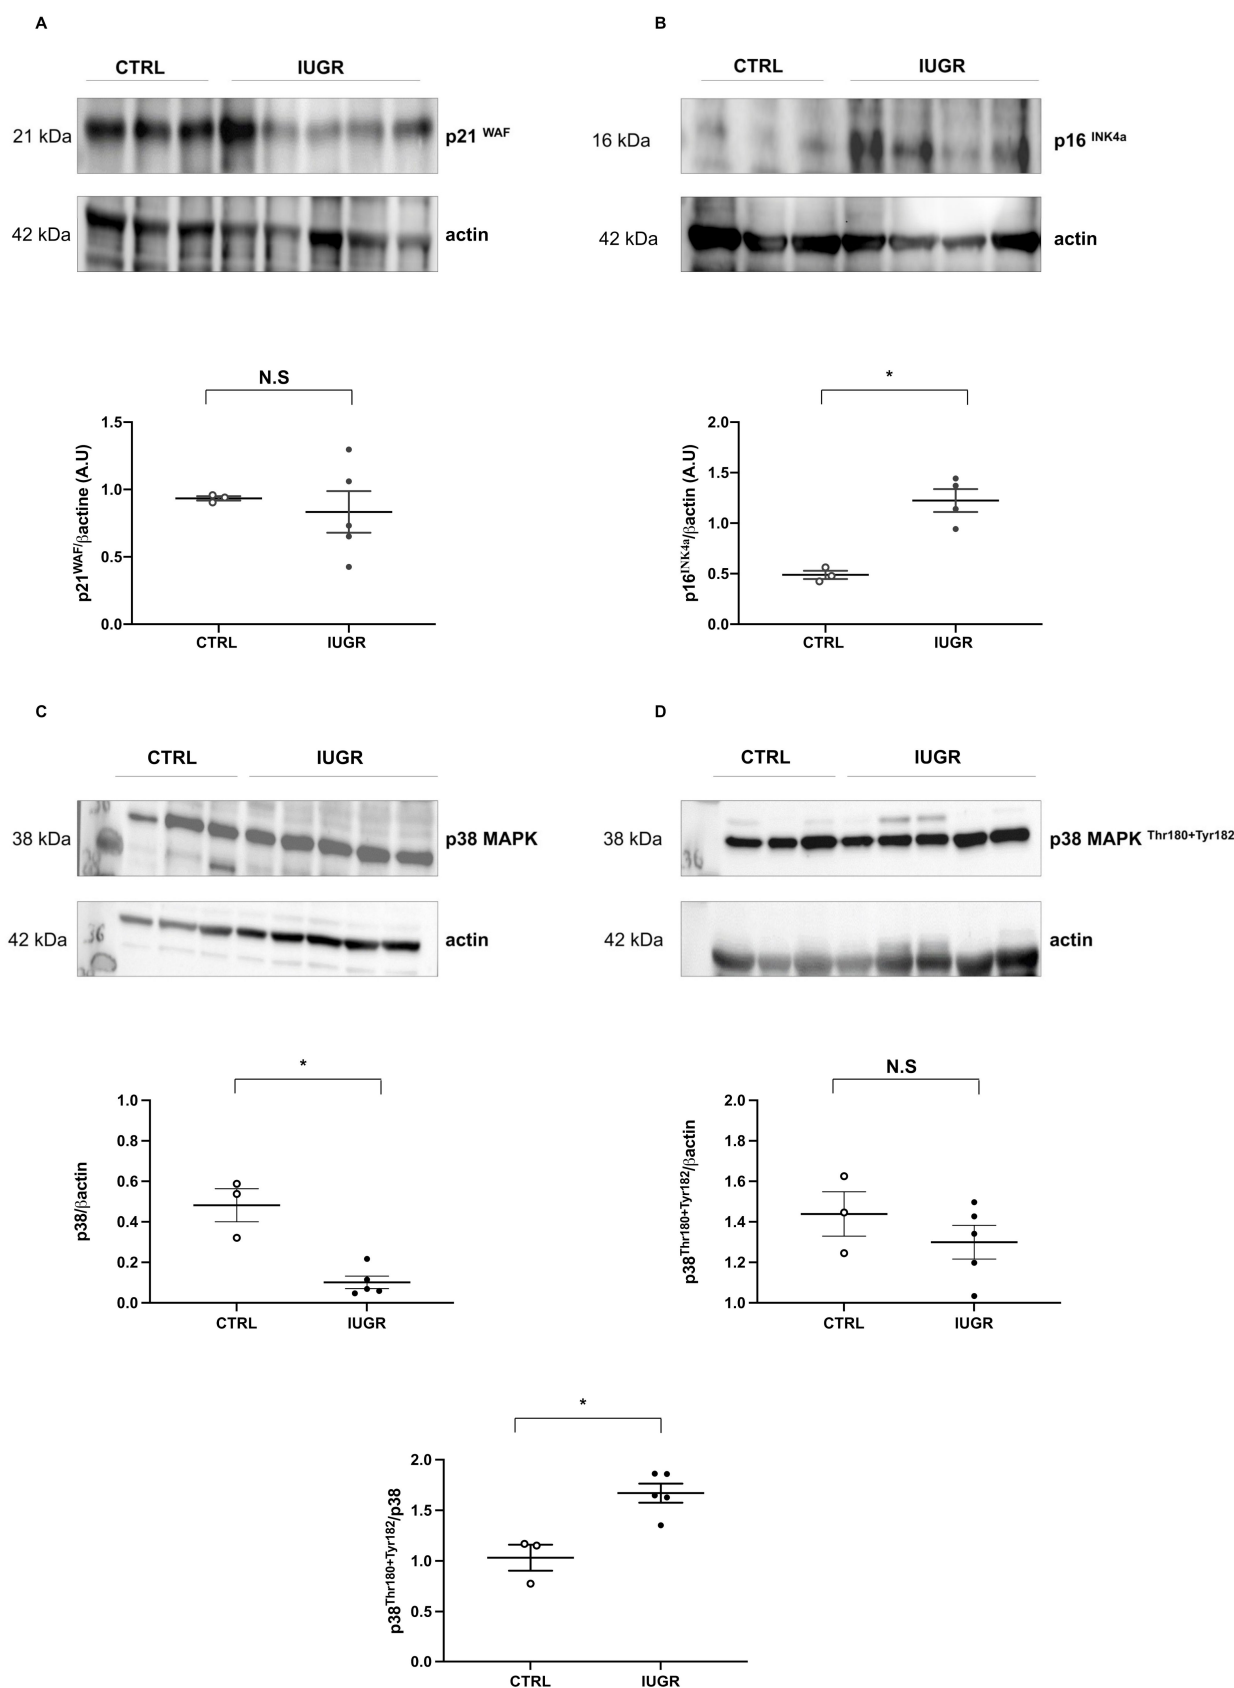 A
CTRL IUGR
21 kDa p21 WAF
42 kDa actin
N.S
p21WAF/βactine (A.U)
1.5
1.0
0.5
0.0
CTRL IUGR
B
CTRL IUGR
16 kDa p16 INK4a
42 kDa actin
*
p16INK4a/βactin (A.U)
2.0
1.5
1.0
0.5
0.0
CTRL IUGR
C
CTRL IUGR
38 kDa p38 MAPK
42 kDa 36 actin
*
p38/βactin
1.0
0.8
0.6
0.4
0.2
0.0
CTRL IUGR
D
CTRL IUGR
38 kDa 36 p38 MAPK Thr180+Tyr182
42 kDa actin
N.S
p38Thr180+Tyr182/βactin
2.0
1.8
1.6
1.4
1.2
1.0
CTRL IUGR
*
p38Thr180+Tyr182/p38
2.0
1.5
1.0
0.5
0.0
CTRL IUGR